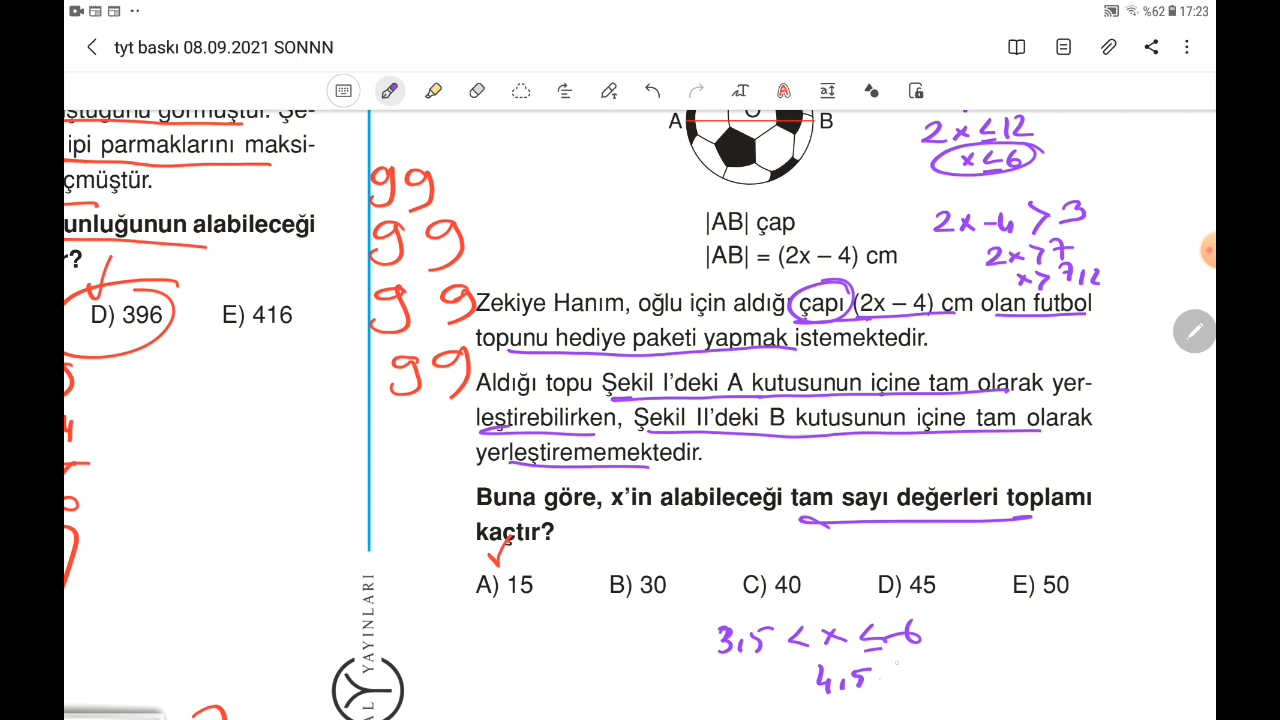 %62 17:23
tyt baskı 08.09.2021 SONNN
ştuğunu görmüştür. Şe-
ipi parmaklarını maksi-
çmüştür.
unluğunun alabileceği
r?
D) 396 E) 416
99
99
99
99
A O B
2x ≤ 12
x ≤ 6
|AB| çap
|AB| = (2x – 4) cm
2x - 4 > 3
2x > 7
x > 7/2
Zekiye Hanım, oğlu için aldığı çapı (2x – 4) cm olan futbol
topunu hediye paketi yapmak istemektedir.
Aldığı topu Şekil I'deki A kutusunun içine tam olarak yer-
leştirebilirken, Şekil II'deki B kutusunun içine tam olarak
yerleştirememektedir.
Buna göre, x'in alabileceği tam sayı değerleri toplamı
kaçtır?
A) 15 B) 30 C) 40 D) 45 E) 50
3,5 < x ≤ 6
4,5
YAYINLARI